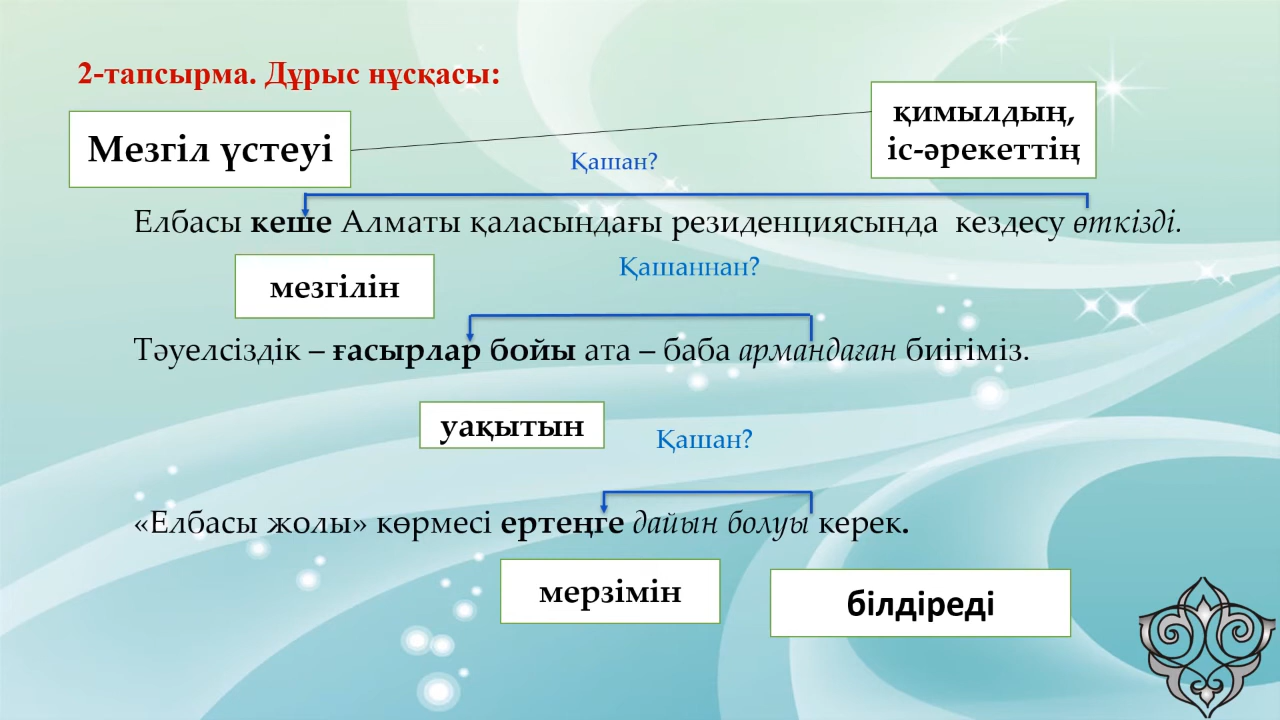 2-тапсырма. Дұрыс нұсқасы:
Мезгіл үстеуі
қимылдың,
іс-әрекеттің
Қашан?
Елбасы кеше Алматы қаласындағы резиденциясында кездесу өткізді.
мезгілін
Қашаннан?
Тәуелсіздік – ғасырлар бойы ата – баба армандаған биігіміз.
уақытын
Қашан?
«Елбасы жолы» көрмесі ертеңге дайын болуы керек.
мерзімін
білдіреді